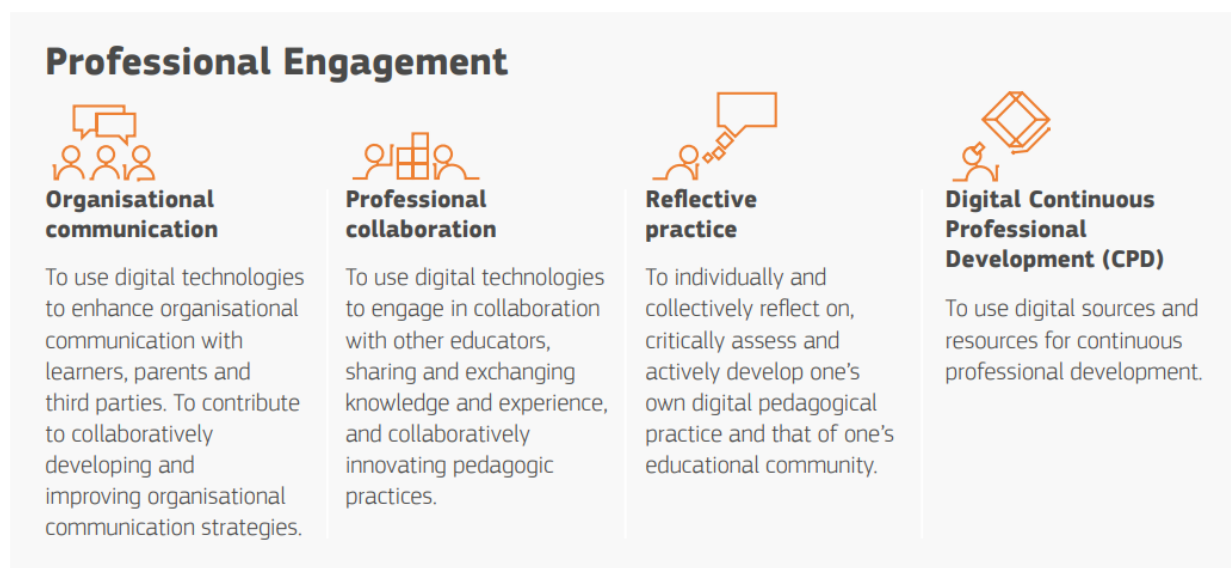 Professional Engagement
Organisational
communication
To use digital technologies
to enhance organisational
communication with
learners, parents and
third parties. To contribute
to collaboratively
developing and
improving organisational
communication strategies.
Professional
collaboration
To use digital technologies
to engage in collaboration
with other educators,
sharing and exchanging
knowledge and experience,
and collaboratively
innovating pedagogic
practices.
Reflective
practice
To individually and
collectively reflect on,
critically assess and
actively develop one’s
own digital pedagogical
practice and that of one’s
educational community.
Digital Continuous
Professional
Development (CPD)
To use digital sources and
resources for continuous
professional development.